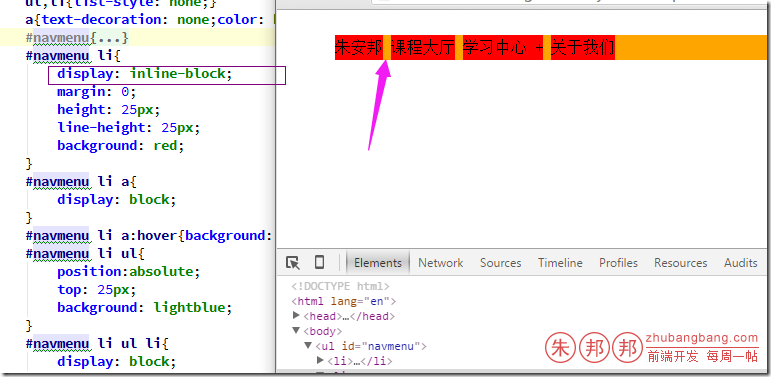 ul,li{list-style: none;}
a{text-decoration: none;color:
#navmenu{...}
#navmenu li{
display: inline-block;
margin: 0;
height: 25px;
line-height: 25px;
background: red;
}
#navmenu li a{
display: block;
}
#navmenu li a:hover{background:
#navmenu li ul{
position:absolute;
top: 25px;
background: lightblue;
}
#navmenu li ul li{
display: block;
朱安邦 课程大厅 学习中心 + 关于我们
Elements Network Sources Timeline Profiles Resources Audits
<!DOCTYPE html>
<html lang="en">
▶<head>…</head>
▼<body>
▼<ul id="navmenu">
▶<li>…</li>
朱邦邦 zhubangbang.com
前端开发 每周一帖